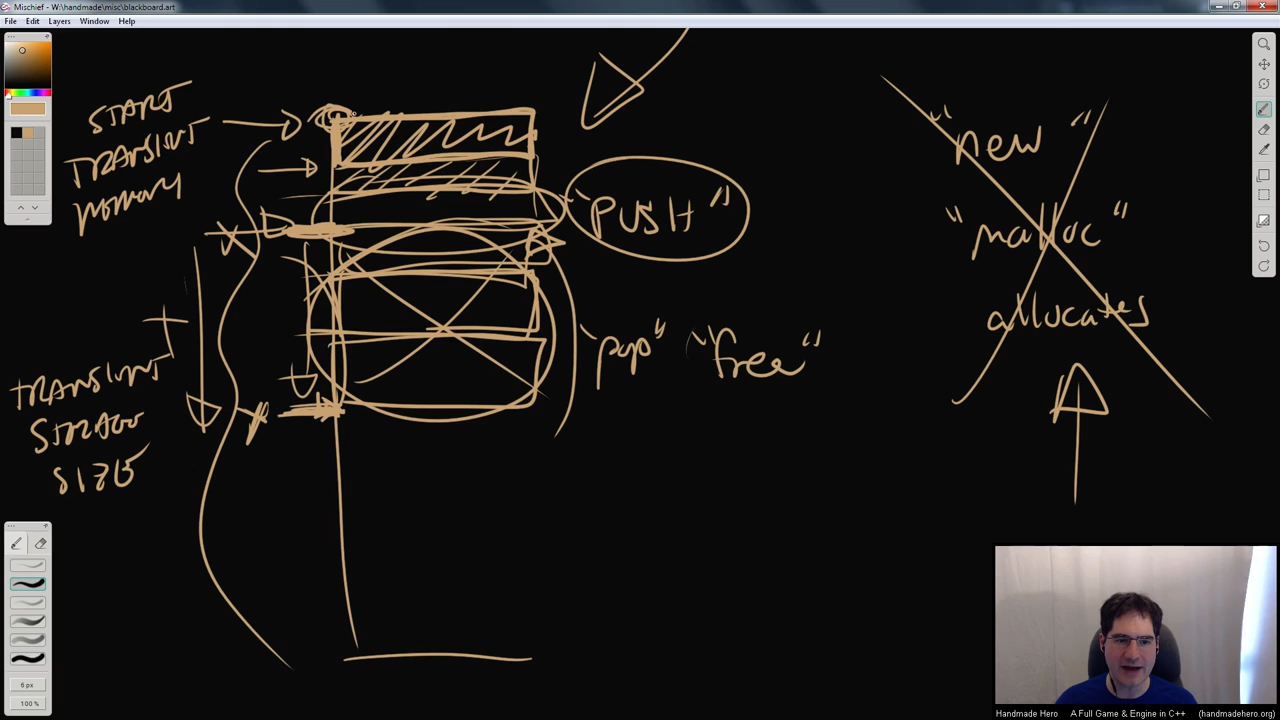 Mischief - W:\handmade\misc\blackboard.art
File Edit Layers Window Help
START
TRANSIENT
MEMORY
"PUSH"
"new"
"malloc"
allocates
"pop" "free"
TRANSIENT
STORAGE
SIZE
6 px
100 %
Handmade Hero A Full Game & Engine in C++ (handmadehero.org)